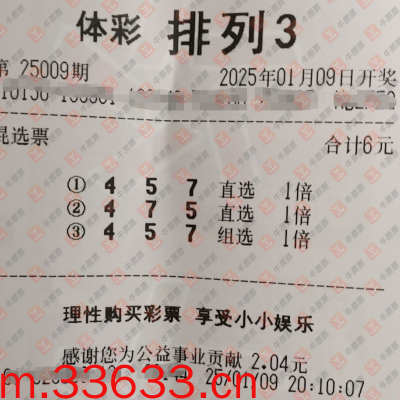 体彩 排列3
第 25009期 2025年01月09日开奖
混选票 合计6元
① 4 5 7 直选 1倍
② 4 7 5 直选 1倍
③ 4 5 7 组选 1倍
理性购买彩票 享受小小娱乐
感谢您为公益事业贡献 2.04元
25/01/09 20:10:07
m.33633.cn